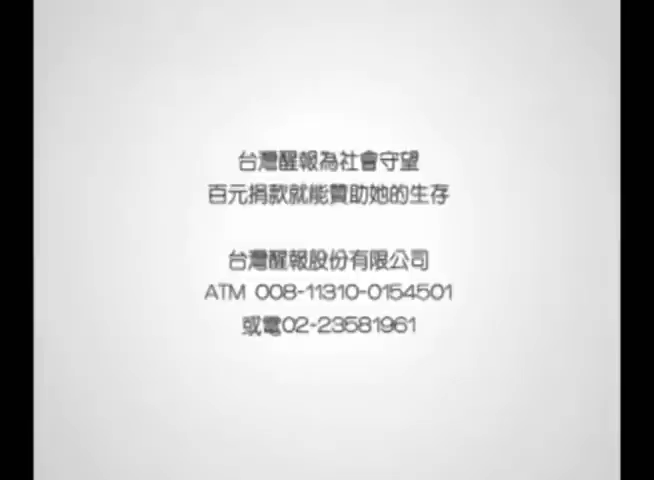 台灣醒報為社會守望
百元捐款就能贊助她的生存
台灣醒報股份有限公司
ATM 008-11310-0154501
或電02-23581961